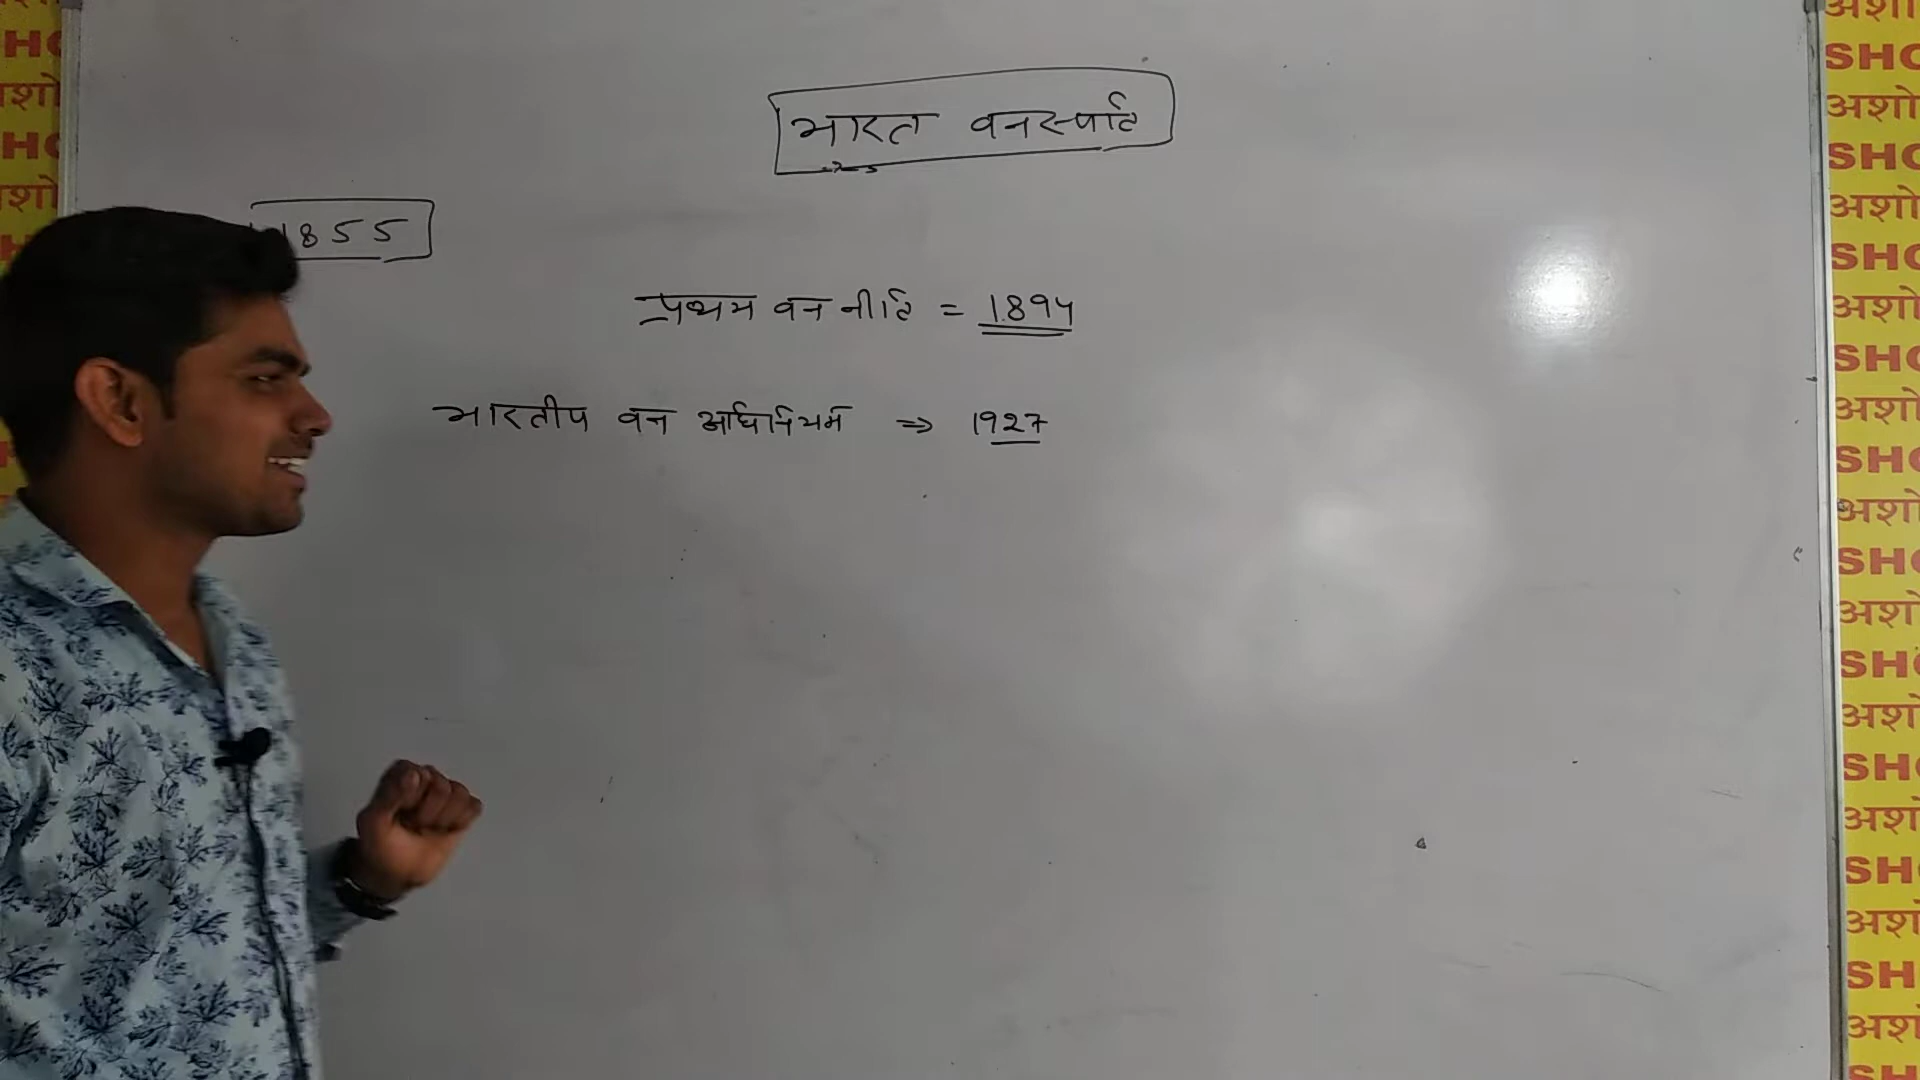 भारत वनस्पति
1855
प्रथम वन नीति = 1894
भारतीय वन अधिनियम ⇒ 1927